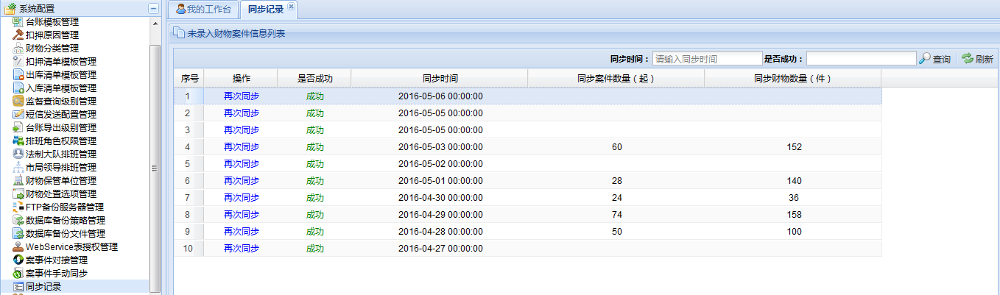 系统配置
台账模板管理
扣押原因管理
财物分类管理
扣押清单模板管理
出库清单模板管理
入库清单模板管理
监督查询级别管理
短信发送配置管理
台账导出级别管理
排班角色权限管理
法制大队排班管理
市局领导排班管理
财物保管单位管理
财物处置选项管理
FTP备份服务器管理
数据库备份策略管理
数据库备份文件管理
WebService表授权管理
案事件对接管理
案事件手动同步
同步记录
我的工作台 同步记录
未录入财物案件信息列表
同步时间： 请输入同步时间 是否成功： 查询 刷新
序号 操作 是否成功 同步时间 同步案件数量（起） 同步财物数量（件）
1 再次同步 成功 2016-05-06 00:00:00
2 再次同步 成功 2016-05-05 00:00:00
3 再次同步 成功 2016-05-05 00:00:00
4 再次同步 成功 2016-05-03 00:00:00 60 152
5 再次同步 成功 2016-05-02 00:00:00
6 再次同步 成功 2016-05-01 00:00:00 28 140
7 再次同步 成功 2016-04-30 00:00:00 24 36
8 再次同步 成功 2016-04-29 00:00:00 74 158
9 再次同步 成功 2016-04-28 00:00:00 50 100
10 再次同步 成功 2016-04-27 00:00:00